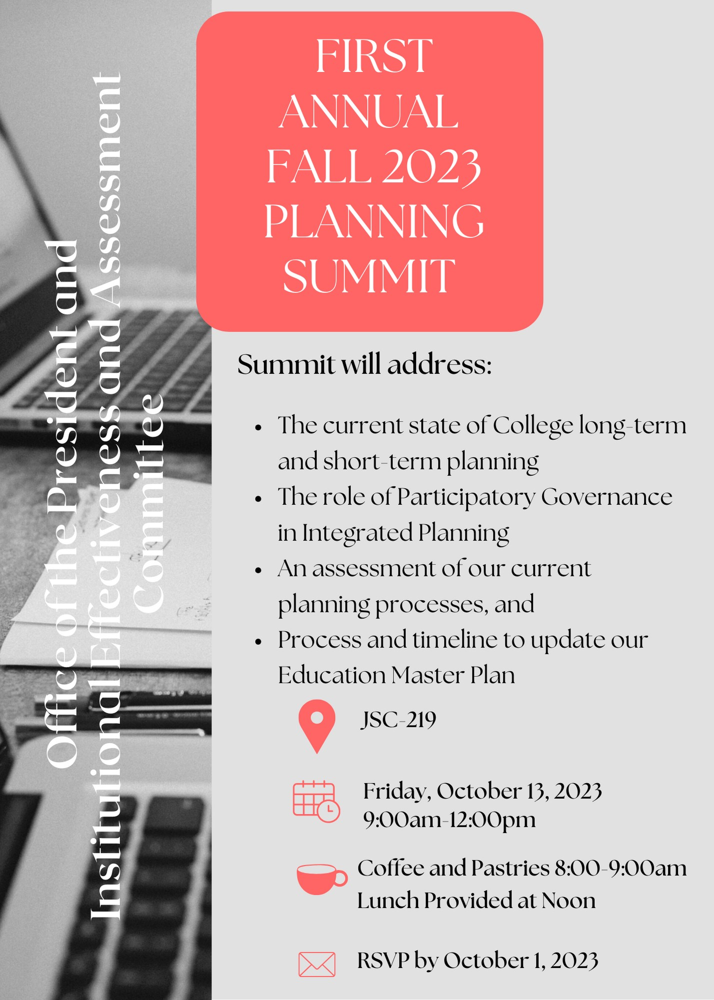 FIRST
ANNUAL
FALL 2023
PLANNING
SUMMIT
Office of the President and
Institutional Effectiveness and Assessment
Committee
Summit will address:
• The current state of College long-term
and short-term planning
• The role of Participatory Governance
in Integrated Planning
• An assessment of our current
planning processes, and
• Process and timeline to update our
Education Master Plan
JSC-219
Friday, October 13, 2023
9:00am-12:00pm
Coffee and Pastries 8:00-9:00am
Lunch Provided at Noon
RSVP by October 1, 2023